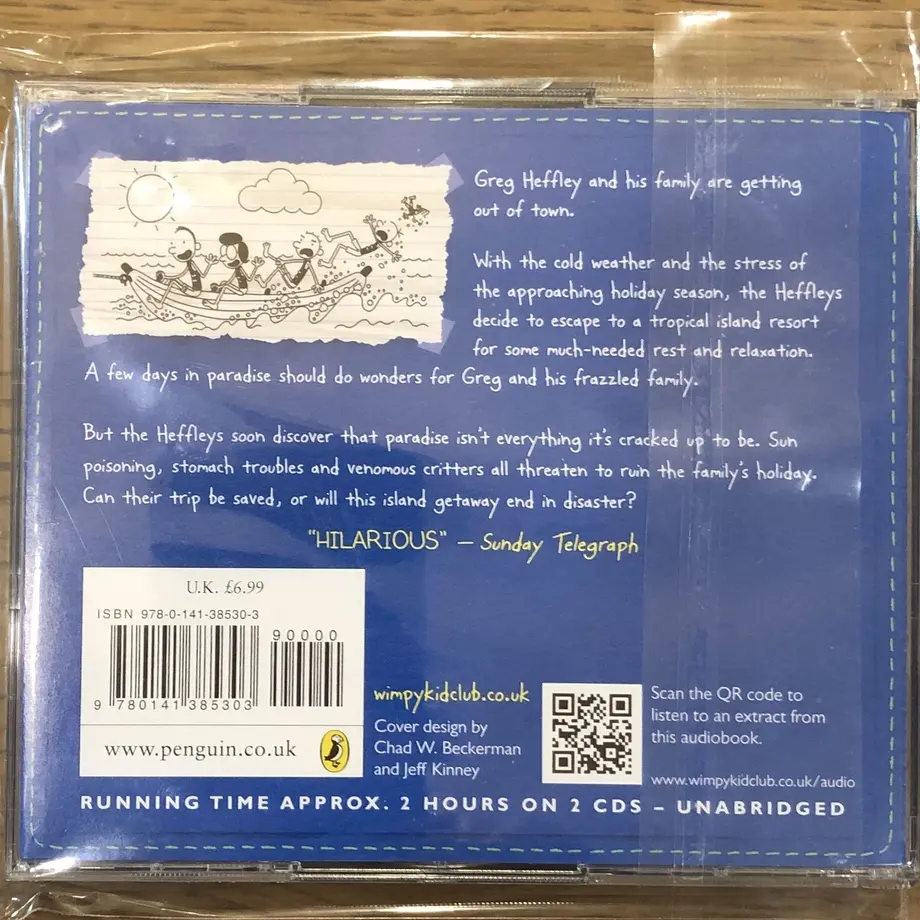 Greg Heffley and his family are getting
out of town.
With the cold weather and the stress of
the approaching holiday season, the Heffleys
decide to escape to a tropical island resort
for some much-needed rest and relaxation.
A few days in paradise should do wonders for Greg and his frazzled family.
But the Heffleys soon discover that paradise isn't everything it's cracked up to be. Sun
poisoning, stomach troubles and venomous critters all threaten to ruin the family's holiday.
Can their trip be saved, or will this island getaway end in disaster?
"HILARIOUS" – Sunday Telegraph
U.K. £6.99
ISBN 978-0-141-38530-3
90000
9 780141 385303
www.penguin.co.uk
wimpykidclub.co.uk
Cover design by
Chad W. Beckerman
and Jeff Kinney
Scan the QR code to
listen to an extract from
this audiobook.
www.wimpykidclub.co.uk/audio
RUNNING TIME APPROX. 2 HOURS ON 2 CDS – UNABRIDGED